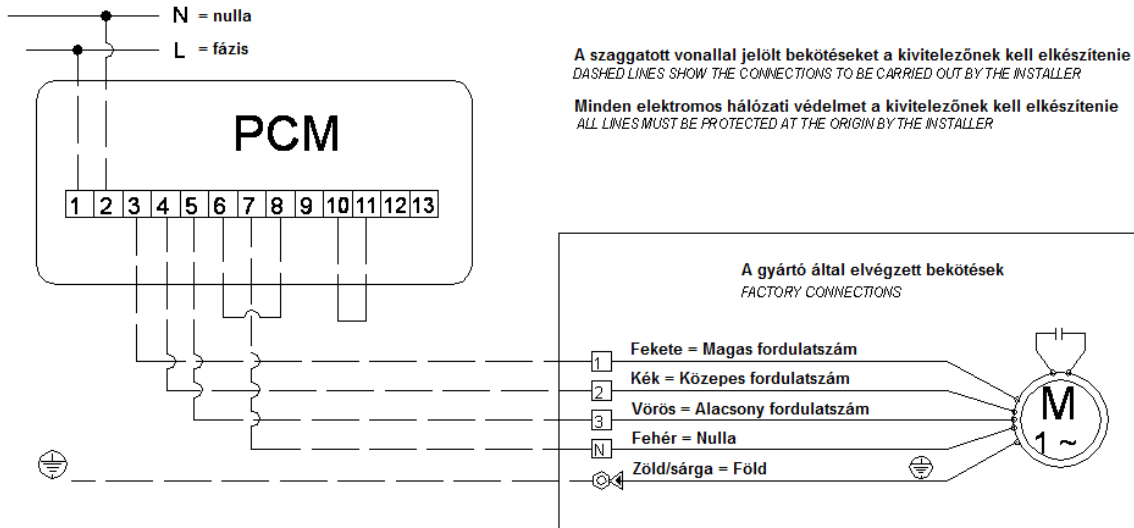 N = nulla
L = fázis
A szaggatott vonallal jelölt bekötéseket a kivitelezőnek kell elkészítenie
DASHED LINES SHOW THE CONNECTIONS TO BE CARRIED OUT BY THE INSTALLER
Minden elektromos hálózati védelmet a kivitelezőnek kell elkészítenie
ALL LINES MUST BE PROTECTED AT THE ORIGIN BY THE INSTALLER
PCM
1 2 3 4 5 6 7 8 9 10 11 12 13
A gyártó által elvégzett bekötések
FACTORY CONNECTIONS
1 Fekete = Magas fordulatszám
2 Kék = Közepes fordulatszám
3 Vörös = Alacsony fordulatszám
N Fehér = Nulla
Zöld/sárga = Föld
M
1 ~